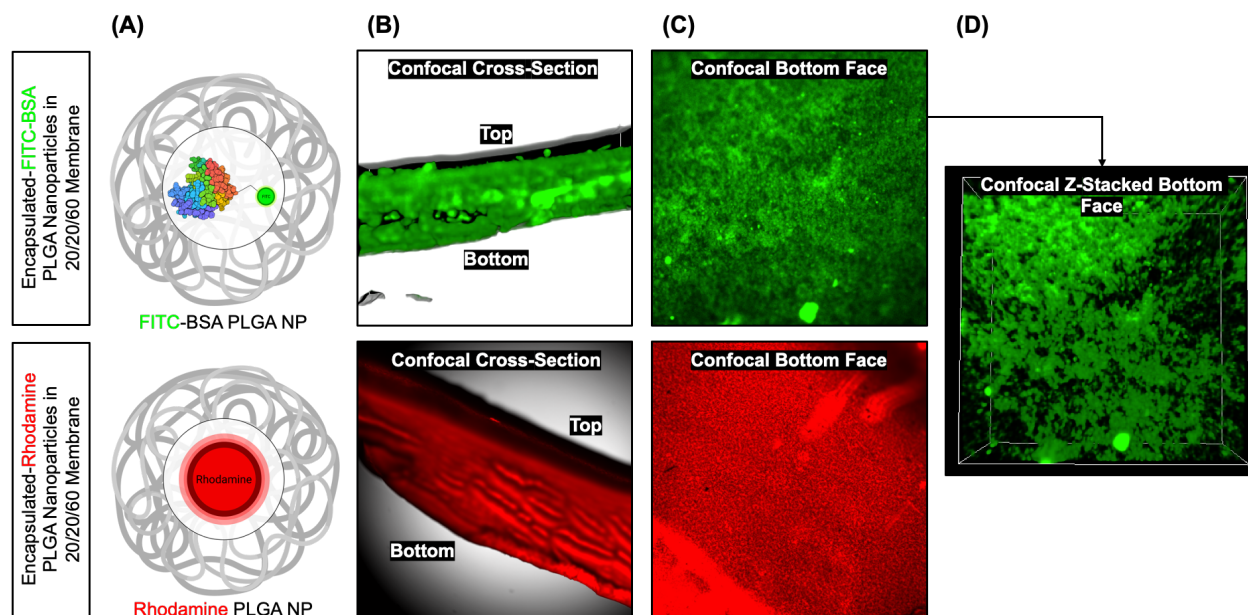 (A)
(B)
(C)
(D)
Encapsulated-FITC-BSA
PLGA Nanoparticles in
20/20/60 Membrane
FITC-BSA PLGA NP
Confocal Cross-Section
Top
Bottom
Confocal Bottom Face
Confocal Z-Stacked Bottom
Face
Encapsulated-Rhodamine
PLGA Nanoparticles in
20/20/60 Membrane
Rhodamine
Rhodamine PLGA NP
Confocal Cross-Section
Top
Bottom
Confocal Bottom Face